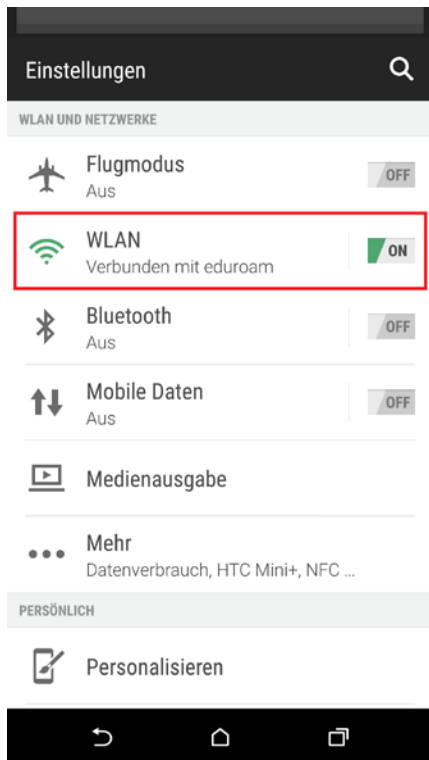 Einstellungen
WLAN UND NETZWERKE
Flugmodus
Aus
OFF
WLAN
Verbunden mit eduroam
ON
Bluetooth
Aus
OFF
Mobile Daten
Aus
OFF
Medienausgabe
Mehr
Datenverbrauch, HTC Mini+, NFC ...
PERSÖNLICH
Personalisieren